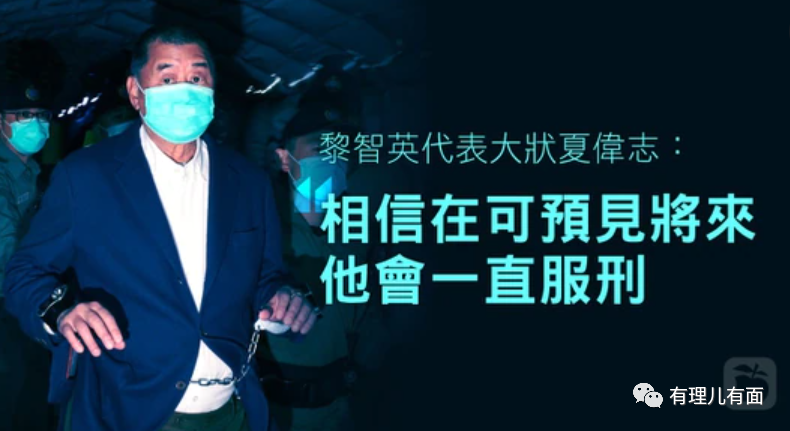 黎智英代表大狀夏偉志：
相信在可預見將來
他會一直服刑
有理儿有面